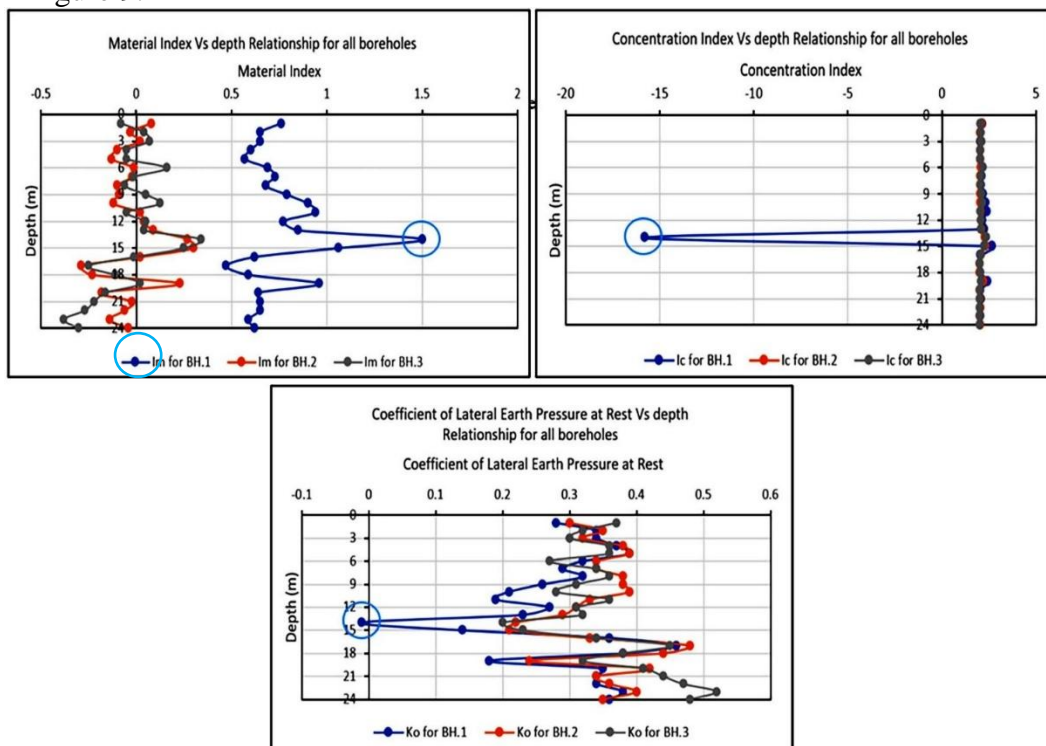 Material Index Vs depth Relationship for all boreholes
Material Index
-0.5 0 0.5 1 1.5 2
0
3
6
9
12
15
18
21
24
Depth (m)
Im for BH.1 Im for BH.2 Im for BH.3
Concentration Index Vs depth Relationship for all boreholes
Concentration Index
-20 -15 -10 -5 0 5
0
3
6
9
12
15
18
21
24
Depth (m)
Ic for BH.1 Ic for BH.2 Ic for BH.3
Coefficient of Lateral Earth Pressure at Rest Vs depth
Relationship for all boreholes
Coefficient of Lateral Earth Pressure at Rest
-0.1 0 0.1 0.2 0.3 0.4 0.5 0.6
0
3
6
9
12
15
18
21
24
Depth (m)
Ko for BH.1 Ko for BH.2 Ko for BH.3